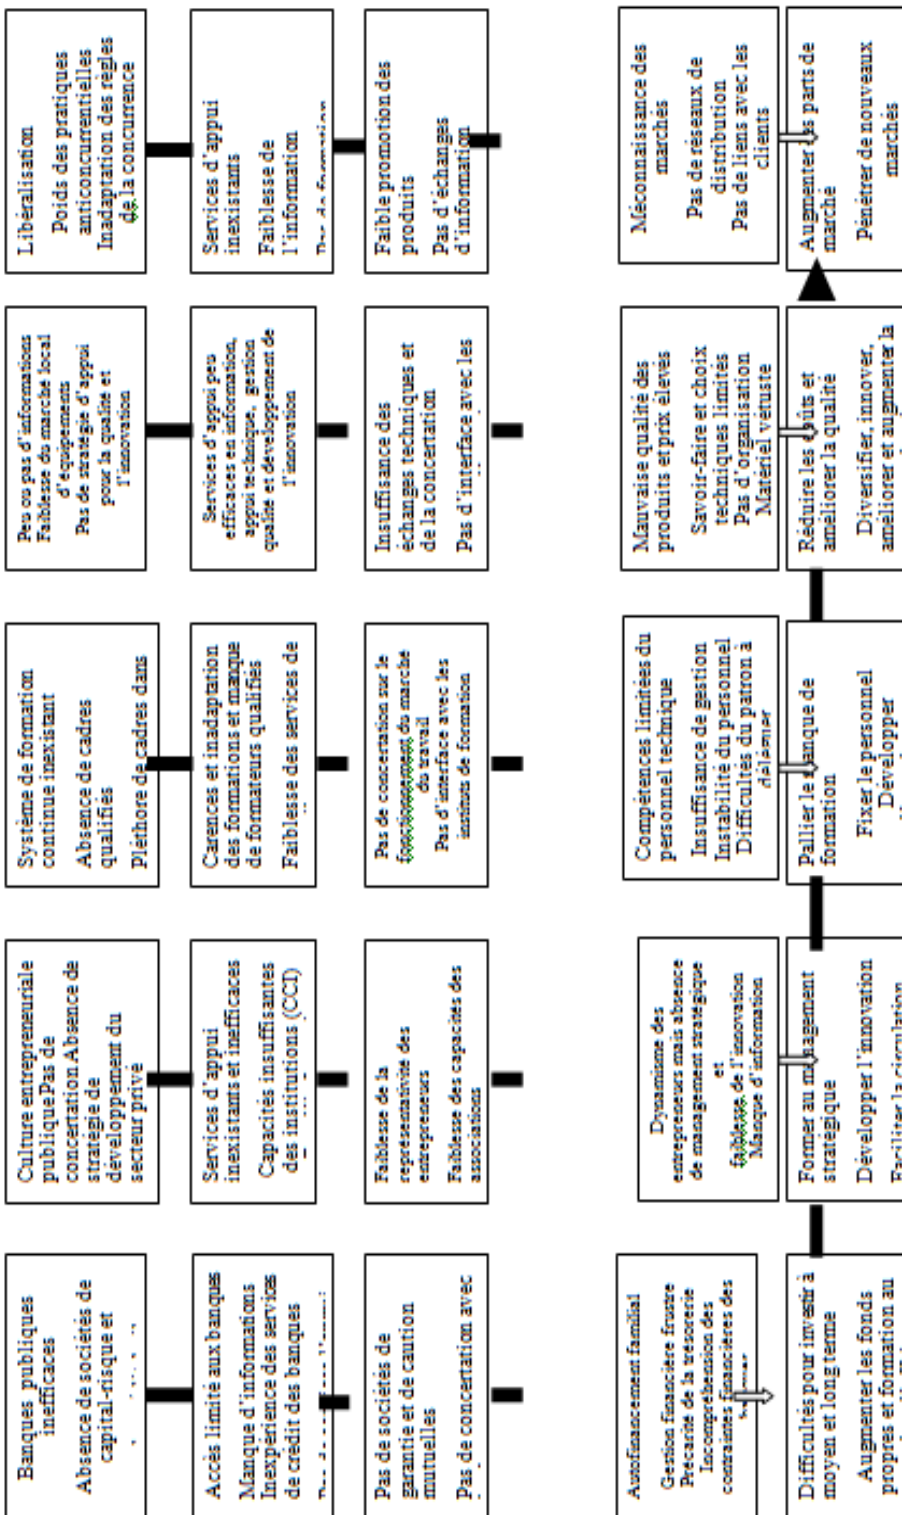 Banques publiques
inefficaces
Absence de sociétés de
capital-risque et
Culture entrepreneuriale
publique Pas de
concertation Absence de
stratégie de
développement du
secteur privé
Système de formation
continue inexistant
Absence de cadres
qualifiés
Pléthore de cadres dans
Peu ou pas d'informations
Faiblesse du marché local
d'équipements
Pas de stratégie d'appui
pour la qualité et
l'innovation
Libéralisation
Poids des pratiques
anticoncurrentielles
Inadaptation des règles
de la concurrence
Accès limité aux banques
Manque d'informations
Inexpérience des services
de crédit des banques
Services d'appui
inexistants et inefficaces
Capacités insuffisantes
des institutions (CCI)
Carences et inadaptation
des formations et manque
de formateurs qualifiés
Faiblesse des services de
Services d'appui peu
efficaces en information,
appui technique, gestion
qualité et développement de
l'innovation
Services d'appui
inexistants
Faiblesse de
l'information
Pas de formation
Pas de sociétés de
garantie et de caution
mutuelles
Pas de concertation avec
Faiblesse de la
représentativité des
entrepreneurs
Faiblesse des capacités des
associations
Pas de concertation sur le
fonctionnement du marché
du travail
Pas d'interface avec les
instituts de formation
Insuffisance des
échanges techniques et
de la concertation
Pas d'interface avec les
Faible promotion des
produits
Pas d'échanges
d'information
Autofinancement familial
Gestion financière frustre
Précarité de la trésorerie
Incompréhension des
contraintes financières des
Dynamisme des
entrepreneurs mais absence
de management stratégique
et
faiblesse de l'innovation
Manque d'information
Compétences limitées du
personnel technique
Insuffisance de gestion
Instabilité du personnel
Difficultés du patron à
déléguer
Mauvaise qualité des
produits et prix élevés
Savoir-faire et choix
techniques limités
Pas d'organisation
Matériel vétuste
Méconnaissance des
marchés
Pas de réseaux de
distribution
Pas de liens avec les
clients
Difficultés pour investir à
moyen et long terme
Augmenter les fonds
propres et formation au
Former au management
stratégique
Développer l'innovation
Faciliter la circulation
Pallier le manque de
formation
Fixer le personnel
Développer
Réduire les coûts et
améliorer la qualité
Diversifier, innover,
améliorer et augmenter la
Augmenter les parts de
marché
Pénétrer de nouveaux
marchés